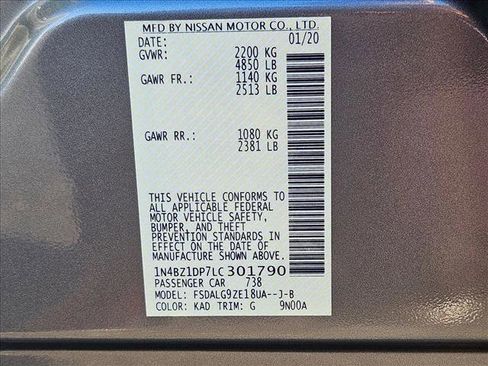 MFD BY NISSAN MOTOR CO., LTD.
DATE: 01/20
GVWR: 2200 KG
4850 LB
GAWR FR.: 1140 KG
2513 LB
GAWR RR.: 1080 KG
2381 LB
THIS VEHICLE CONFORMS TO
ALL APPLICABLE FEDERAL
MOTOR VEHICLE SAFETY,
BUMPER, AND THEFT
PREVENTION STANDARDS IN
EFFECT ON THE DATE OF
MANUFACTURE SHOWN ABOVE.
1N4BZ1DP7LC301790
PASSENGER CAR 738
MODEL: FSDALG9ZE18UA--J-B
COLOR: KAD TRIM: G 9N00A